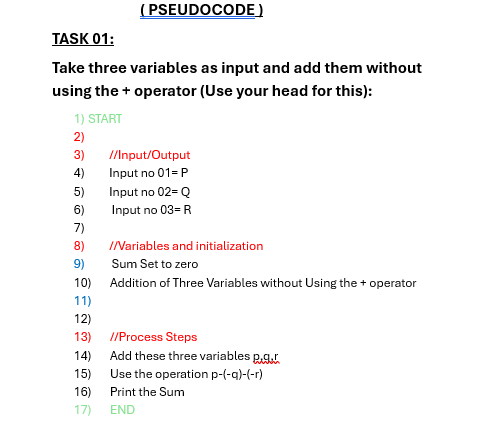 ( PSEUDOCODE )
TASK 01:
Take three variables as input and add them without
using the + operator (Use your head for this):
1) START
2)
3) //Input/Output
4) Input no 01= P
5) Input no 02= Q
6) Input no 03= R
7)
8) //Variables and initialization
9) Sum Set to zero
10) Addition of Three Variables without Using the + operator
11)
12)
13) //Process Steps
14) Add these three variables p,q,r
15) Use the operation p-(-q)-(-r)
16) Print the Sum
17) END